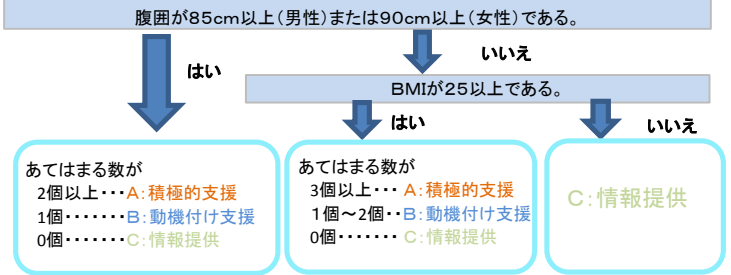 腹囲が85cm以上(男性)または90cm以上(女性)である。
はい
いいえ
BMIが25以上である。
はい
いいえ
あてはまる数が
2個以上・・・A:積極的支援
1個・・・・・・・B:動機付け支援
0個・・・・・・・C:情報提供
あてはまる数が
3個以上・・・ A:積極的支援
1個～2個・・B:動機付け支援
0個・・・・・・・ C:情報提供
C:情報提供